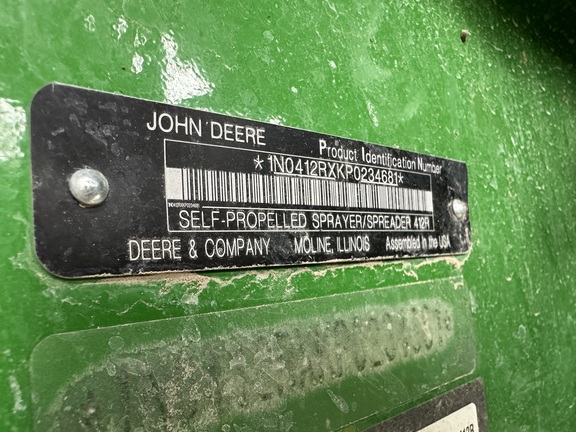 JOHN DEERE
Product Identification Number
*1N0412RXKP0234681*
SELF-PROPELLED SPRAYER/SPREADER 412R
DEERE & COMPANY MOLINE, ILLINOIS Assembled in the USA